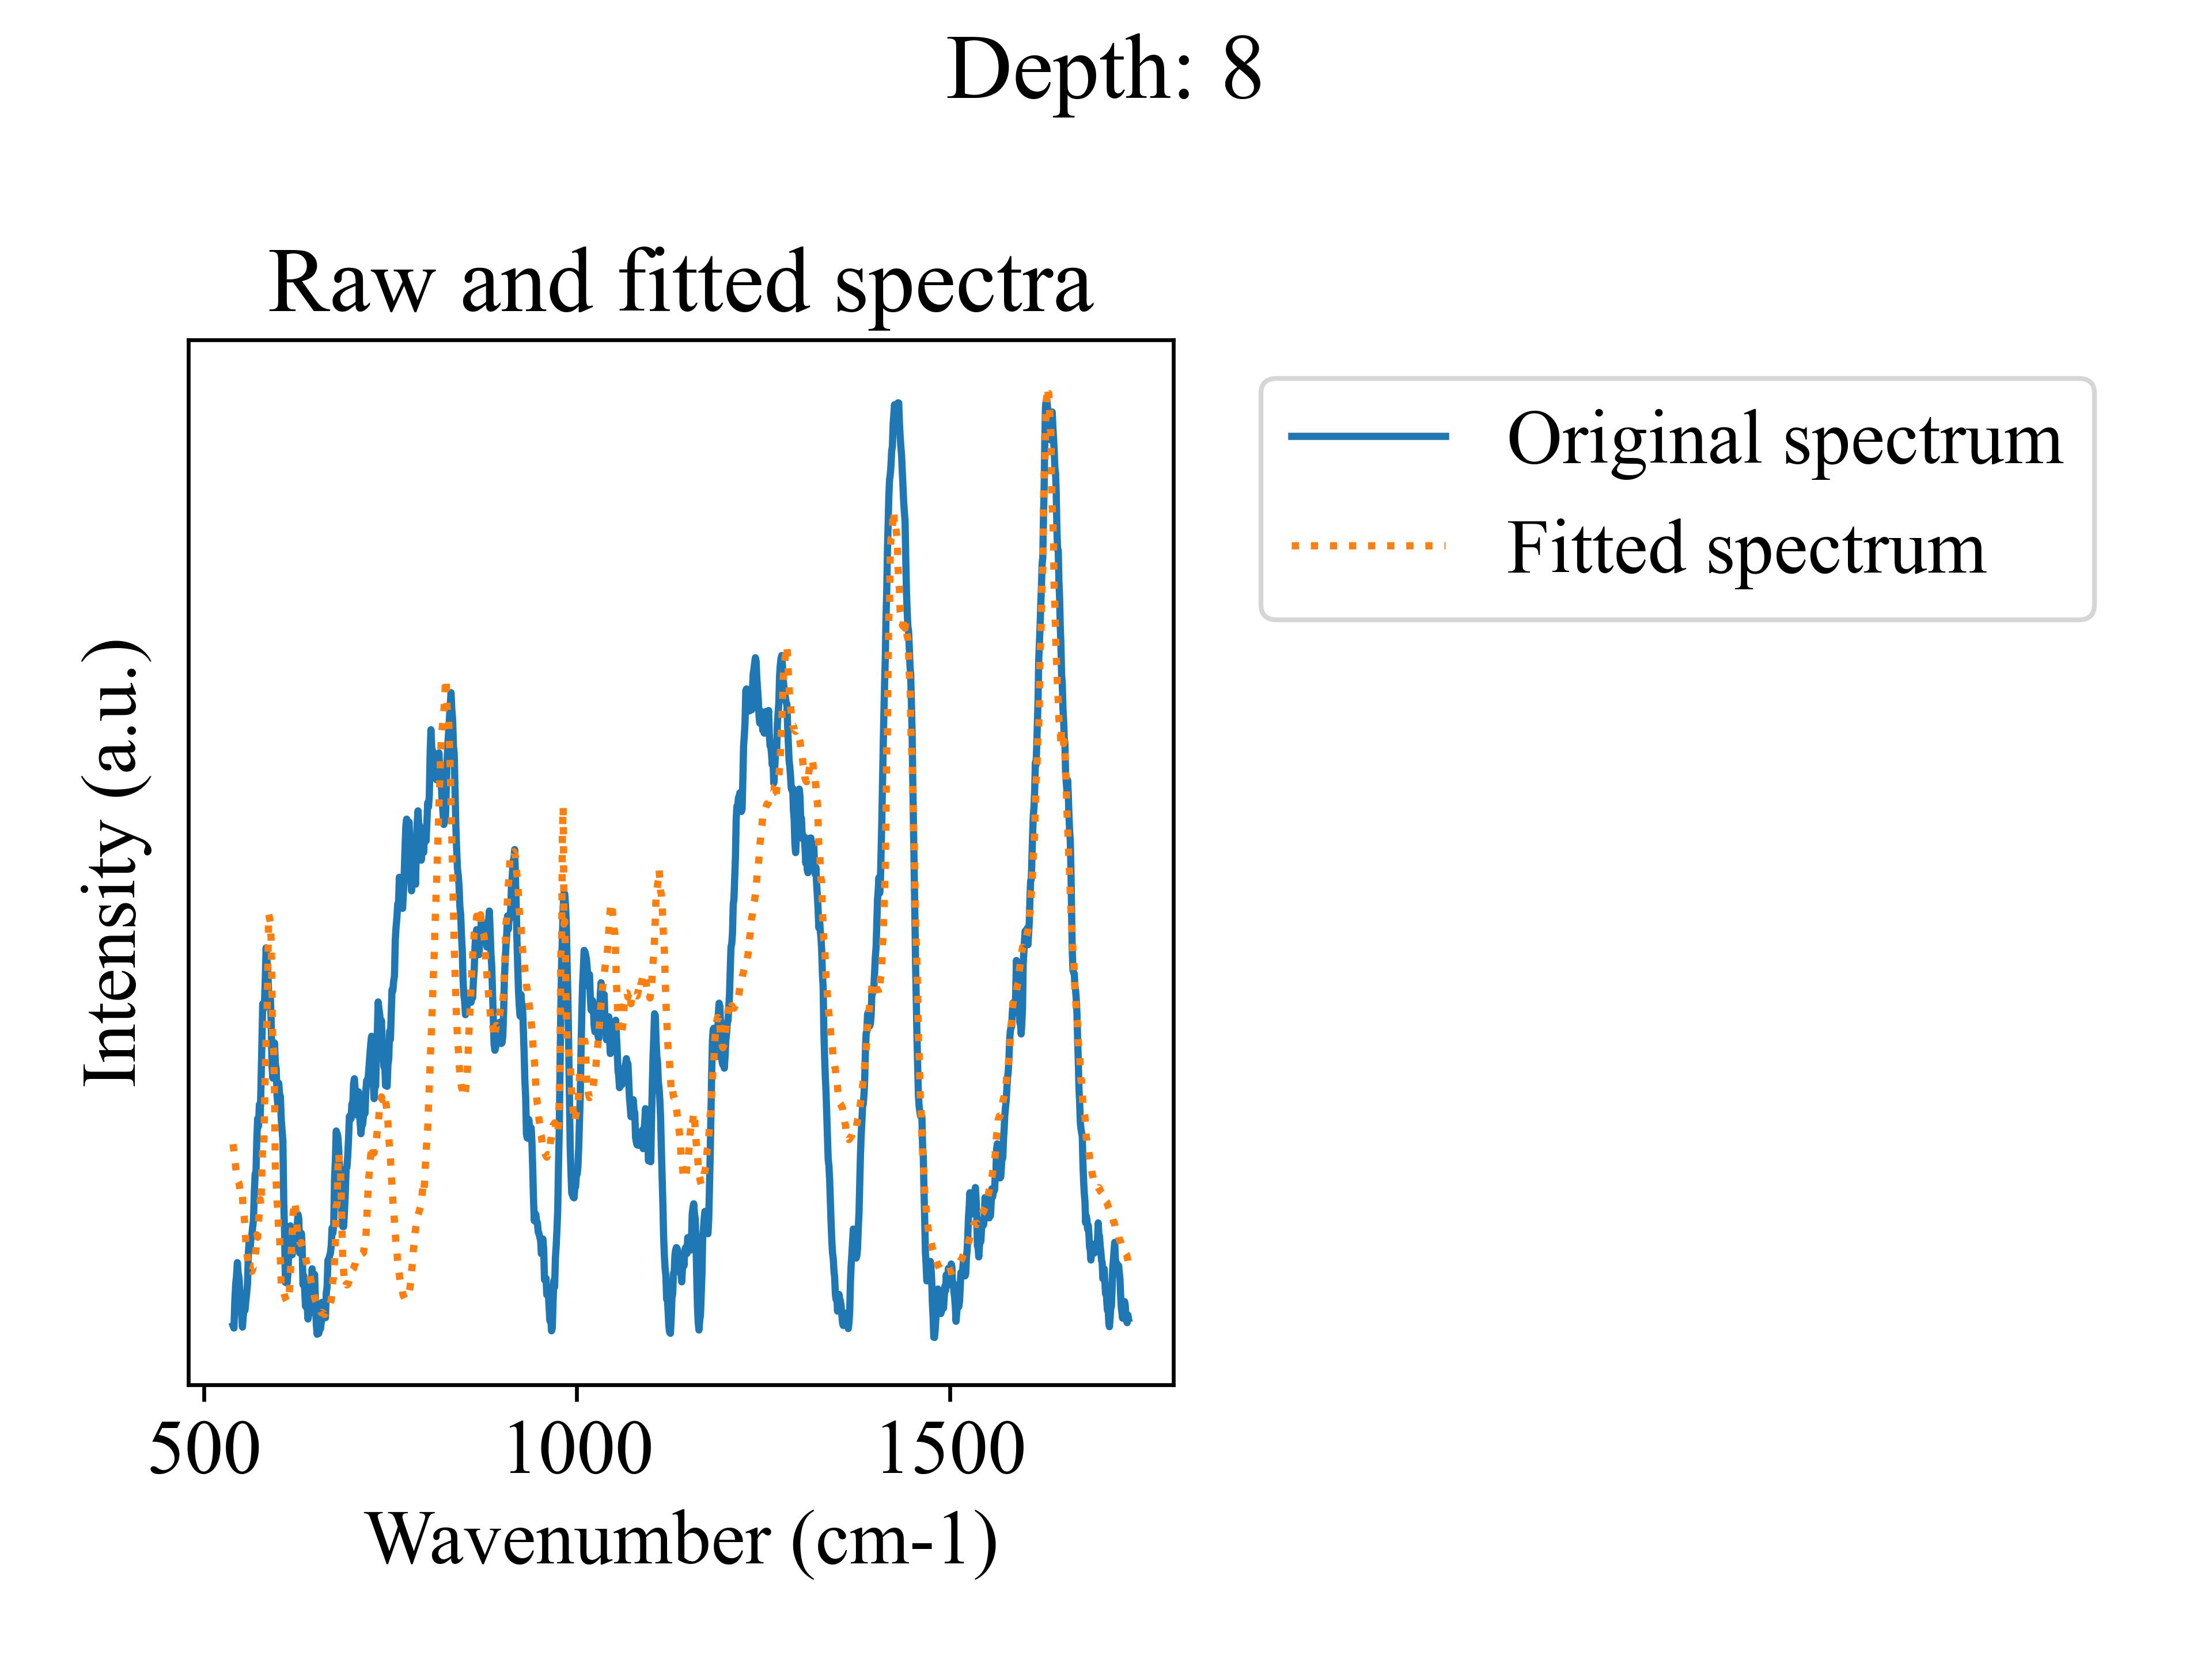 Depth: 8
Raw and fitted spectra
Original spectrum
Fitted spectrum
Intensity (a.u.)
500 1000 1500
Wavenumber (cm-1)